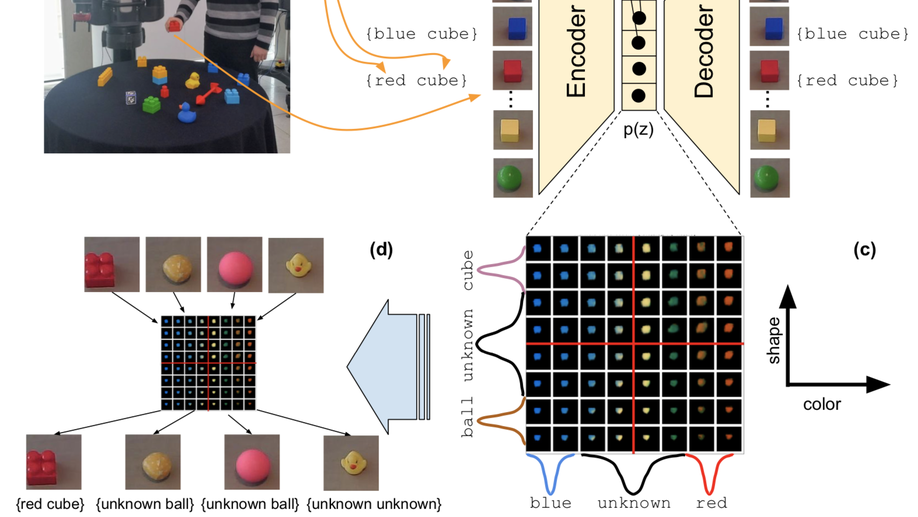 {blue cube}
{red cube}
Encoder
p(z)
Decoder
{blue cube}
{red cube}
(d)
(c)
cube
unknown
ball
shape
color
blue unknown red
{red cube} {unknown ball} {unknown ball} {unknown unknown}